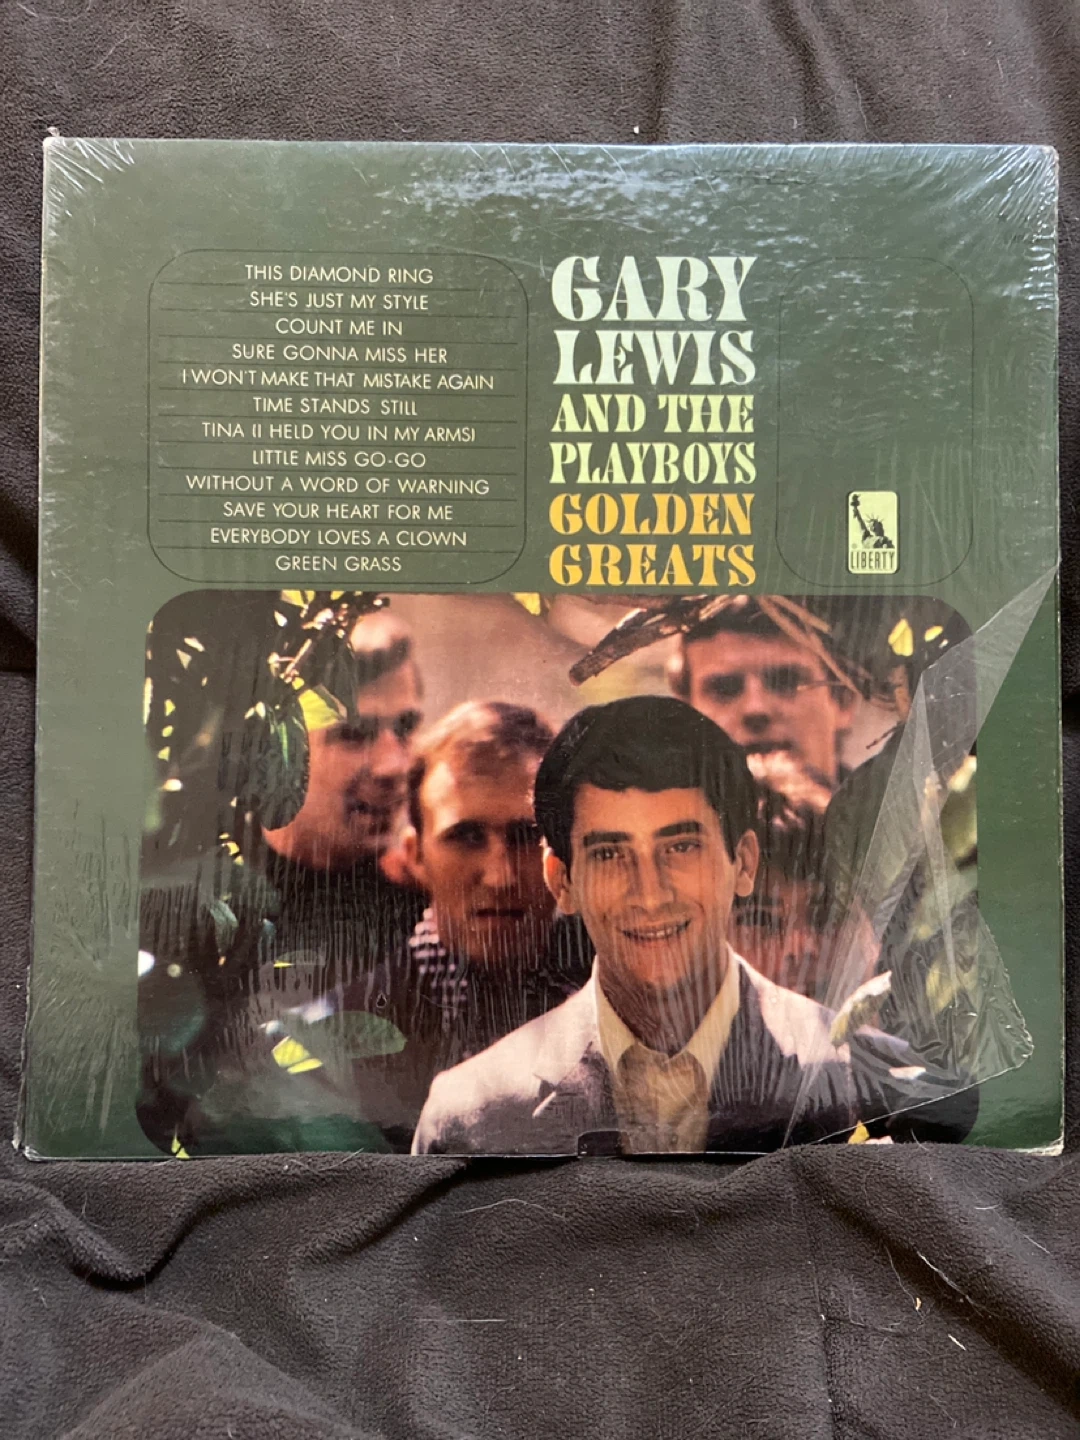 THIS DIAMOND RING
SHE'S JUST MY STYLE
COUNT ME IN
SURE GONNA MISS HER
I WON'T MAKE THAT MISTAKE AGAIN
TIME STANDS STILL
TINA (I HELD YOU IN MY ARMS)
LITTLE MISS GO-GO
WITHOUT A WORD OF WARNING
SAVE YOUR HEART FOR ME
EVERYBODY LOVES A CLOWN
GREEN GRASS
GARY
LEWIS
AND THE
PLAYBOYS
GOLDEN
GREATS
®
LIBERTY